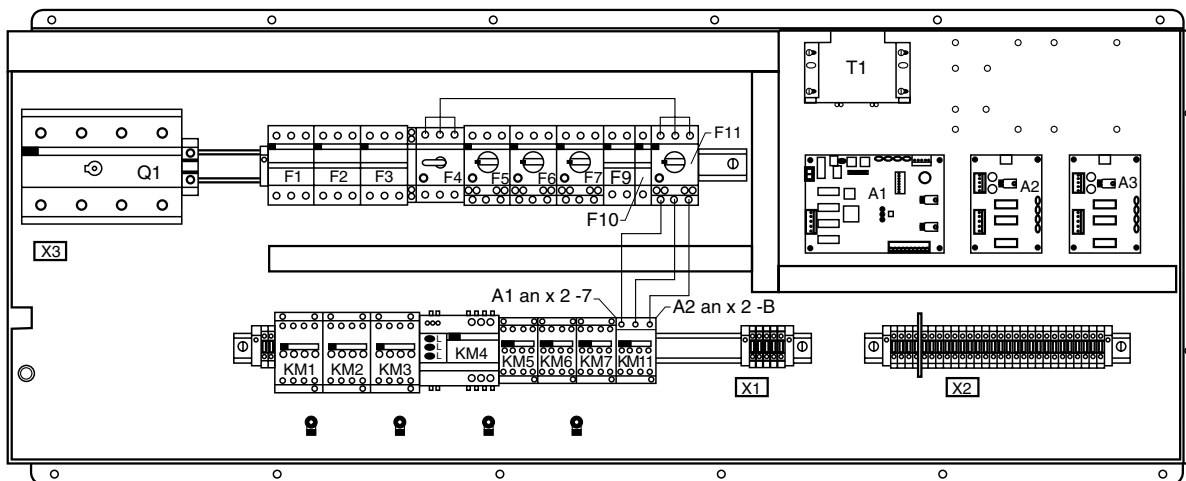 T1
Q1
F1
F2
F3
F4
F5
F6
F7
F9
F11
F10
A1
A2
A3
X3
A1 an x 2 -7
A2 an x 2 -B
KM1
KM2
KM3
L
L
L
KM4
KM5
KM6
KM7
KM11
X1
X2